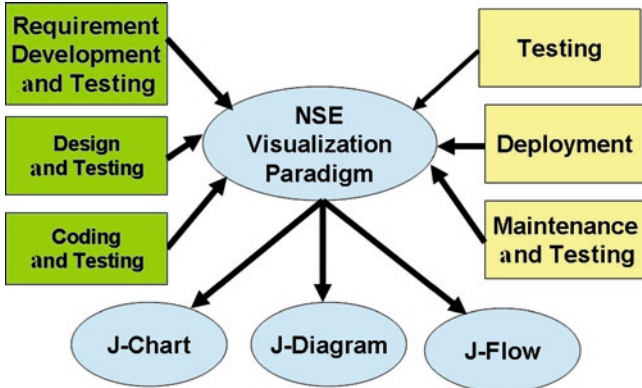 Requirement
Development
and Testing
Testing
NSE
Visualization
Paradigm
Design
and Testing
Deployment
Coding
and Testing
Maintenance
and Testing
J-Chart
J-Diagram
J-Flow